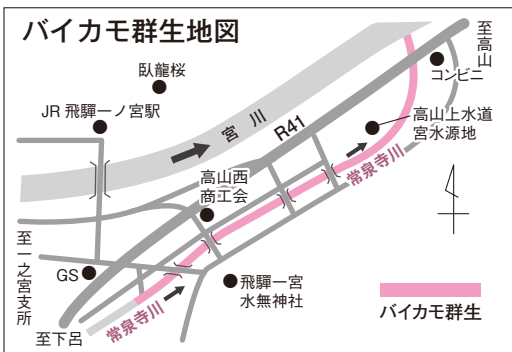 バイカモ群生地図
至高山
臥龍桜
コンビニ
JR 飛騨一ノ宮駅
宮川
R41
高山上水道
宮水源地
常泉寺川
高山西
商工会
至一之宮支所
GS
飛騨一宮
水無神社
常泉寺川
至下呂
バイカモ群生